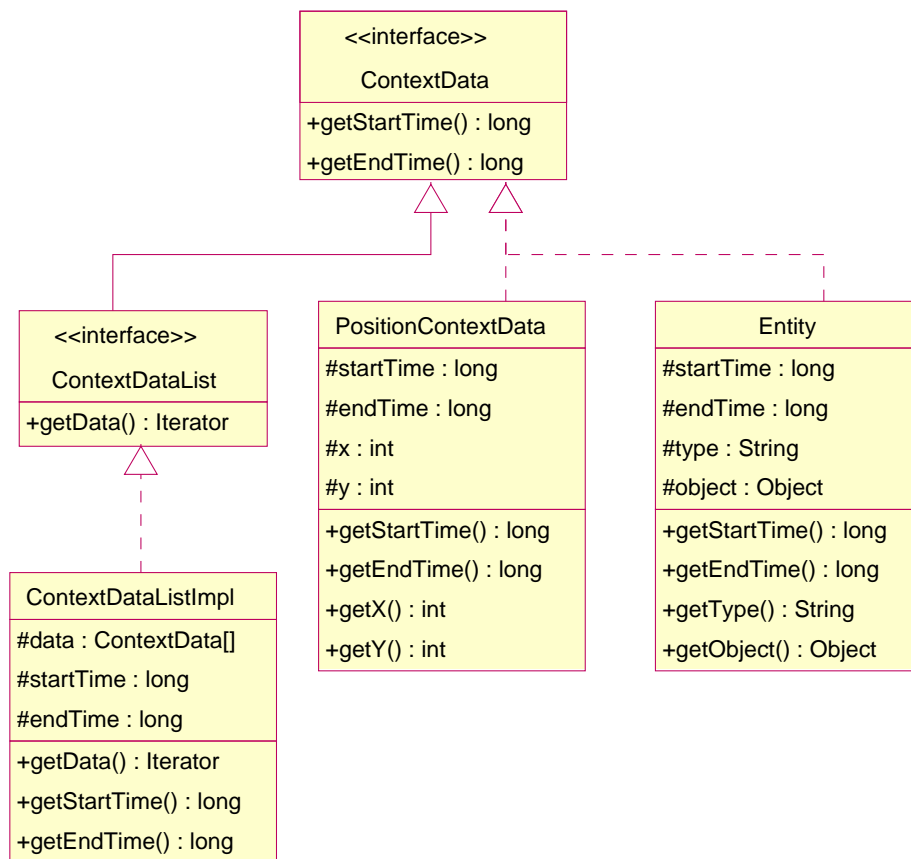 <<interface>>
ContextData
+getStartTime() : long
+getEndTime() : long
<<interface>>
ContextDataList
+getData() : Iterator
PositionContextData
#startTime : long
#endTime : long
#x : int
#y : int
+getStartTime() : long
+getEndTime() : long
+getX() : int
+getY() : int
Entity
#startTime : long
#endTime : long
#type : String
#object : Object
+getStartTime() : long
+getEndTime() : long
+getType() : String
+getObject() : Object
ContextDataListImpl
#data : ContextData[]
#startTime : long
#endTime : long
+getData() : Iterator
+getStartTime() : long
+getEndTime() : long